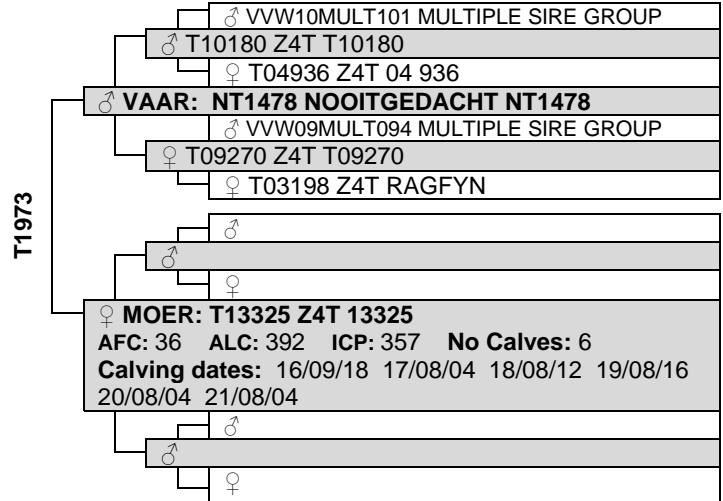 ♂ VVW10MULT101 MULTIPLE SIRE GROUP
♂ T10180 Z4T T10180
♀ T04936 Z4T 04 936
♂ VAAR: NT1478 NOOITGEDACHT NT1478
♂ VVW09MULT094 MULTIPLE SIRE GROUP
♀ T09270 Z4T T09270
♀ T03198 Z4T RAGFYN
T1973
♂
♂
♀
♀ MOER: T13325 Z4T 13325
AFC: 36 ALC: 392 ICP: 357 No Calves: 6
Calving dates: 16/09/18 17/08/04 18/08/12 19/08/16
20/08/04 21/08/04
♂
♂
♀